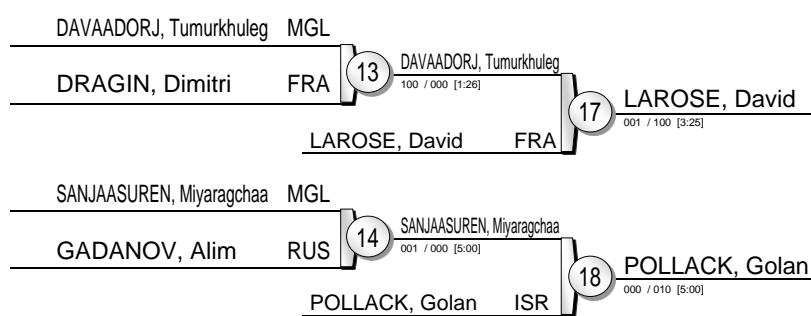 DAVAADORJ, Tumurkhuleg MGL
DRAGIN, Dimitri FRA
13
DAVAADORJ, Tumurkhuleg
100 / 000 [1:26]
LAROSE, David FRA
17
LAROSE, David
001 / 100 [3:25]
SANJAASUREN, Miyaragchaa MGL
GADANOV, Alim RUS
14
SANJAASUREN, Miyaragchaa
001 / 000 [5:00]
POLLACK, Golan ISR
18
POLLACK, Golan
000 / 010 [5:00]